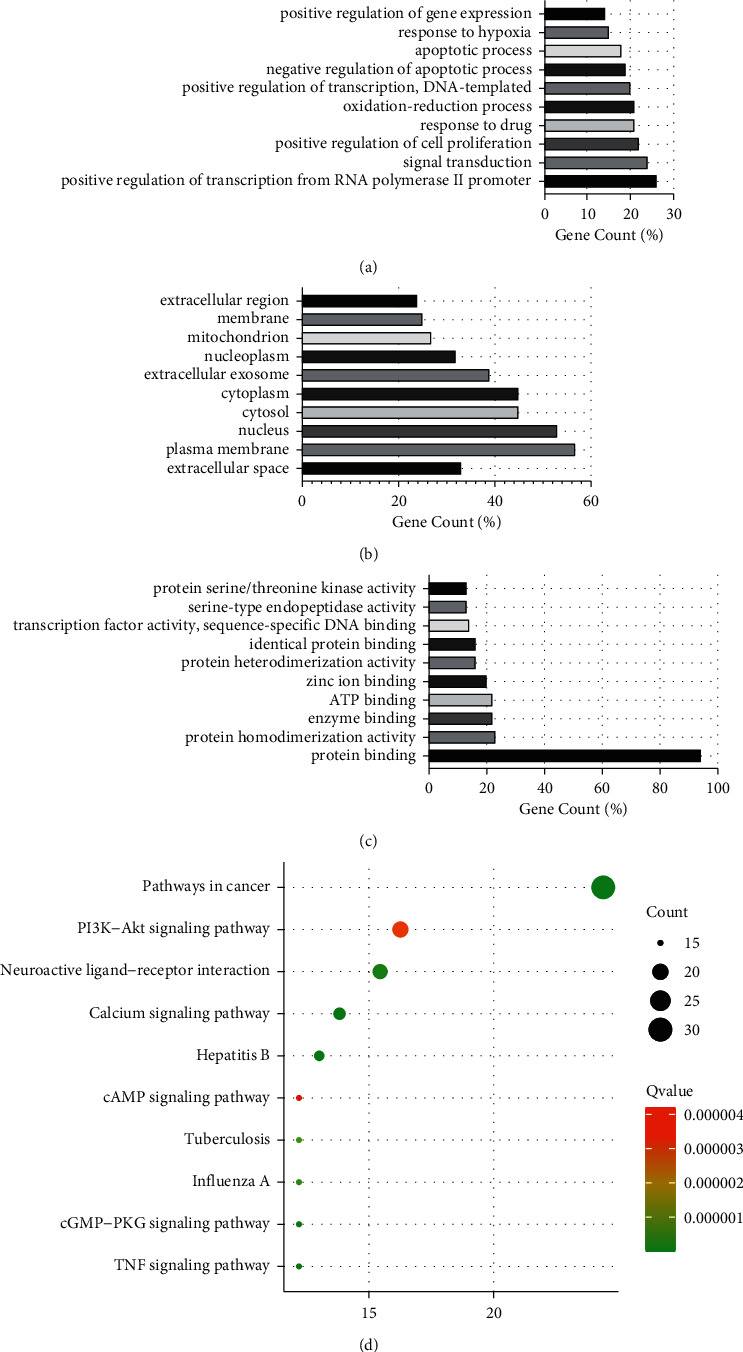 positive regulation of gene expression
response to hypoxia
apoptotic process
negative regulation of apoptotic process
positive regulation of transcription, DNA-templated
oxidation-reduction process
response to drug
positive regulation of cell proliferation
signal transduction
positive regulation of transcription from RNA polymerase II promoter
0 10 20 30
Gene Count (%)
(a)
extracellular region
membrane
mitochondrion
nucleoplasm
extracellular exosome
cytoplasm
cytosol
nucleus
plasma membrane
extracellular space
0 20 40 60
Gene Count (%)
(b)
protein serine/threonine kinase activity
serine-type endopeptidase activity
transcription factor activity, sequence-specific DNA binding
identical protein binding
protein heterodimerization activity
zinc ion binding
ATP binding
enzyme binding
protein homodimerization activity
protein binding
0 20 40 60 80 100
Gene Count (%)
(c)
Pathways in cancer
PI3K−Akt signaling pathway
Neuroactive ligand−receptor interaction
Calcium signaling pathway
Hepatitis B
cAMP signaling pathway
Tuberculosis
Influenza A
cGMP−PKG signaling pathway
TNF signaling pathway
15 20
Count
15
20
25
30
Qvalue
0.000004
0.000003
0.000002
0.000001
(d)